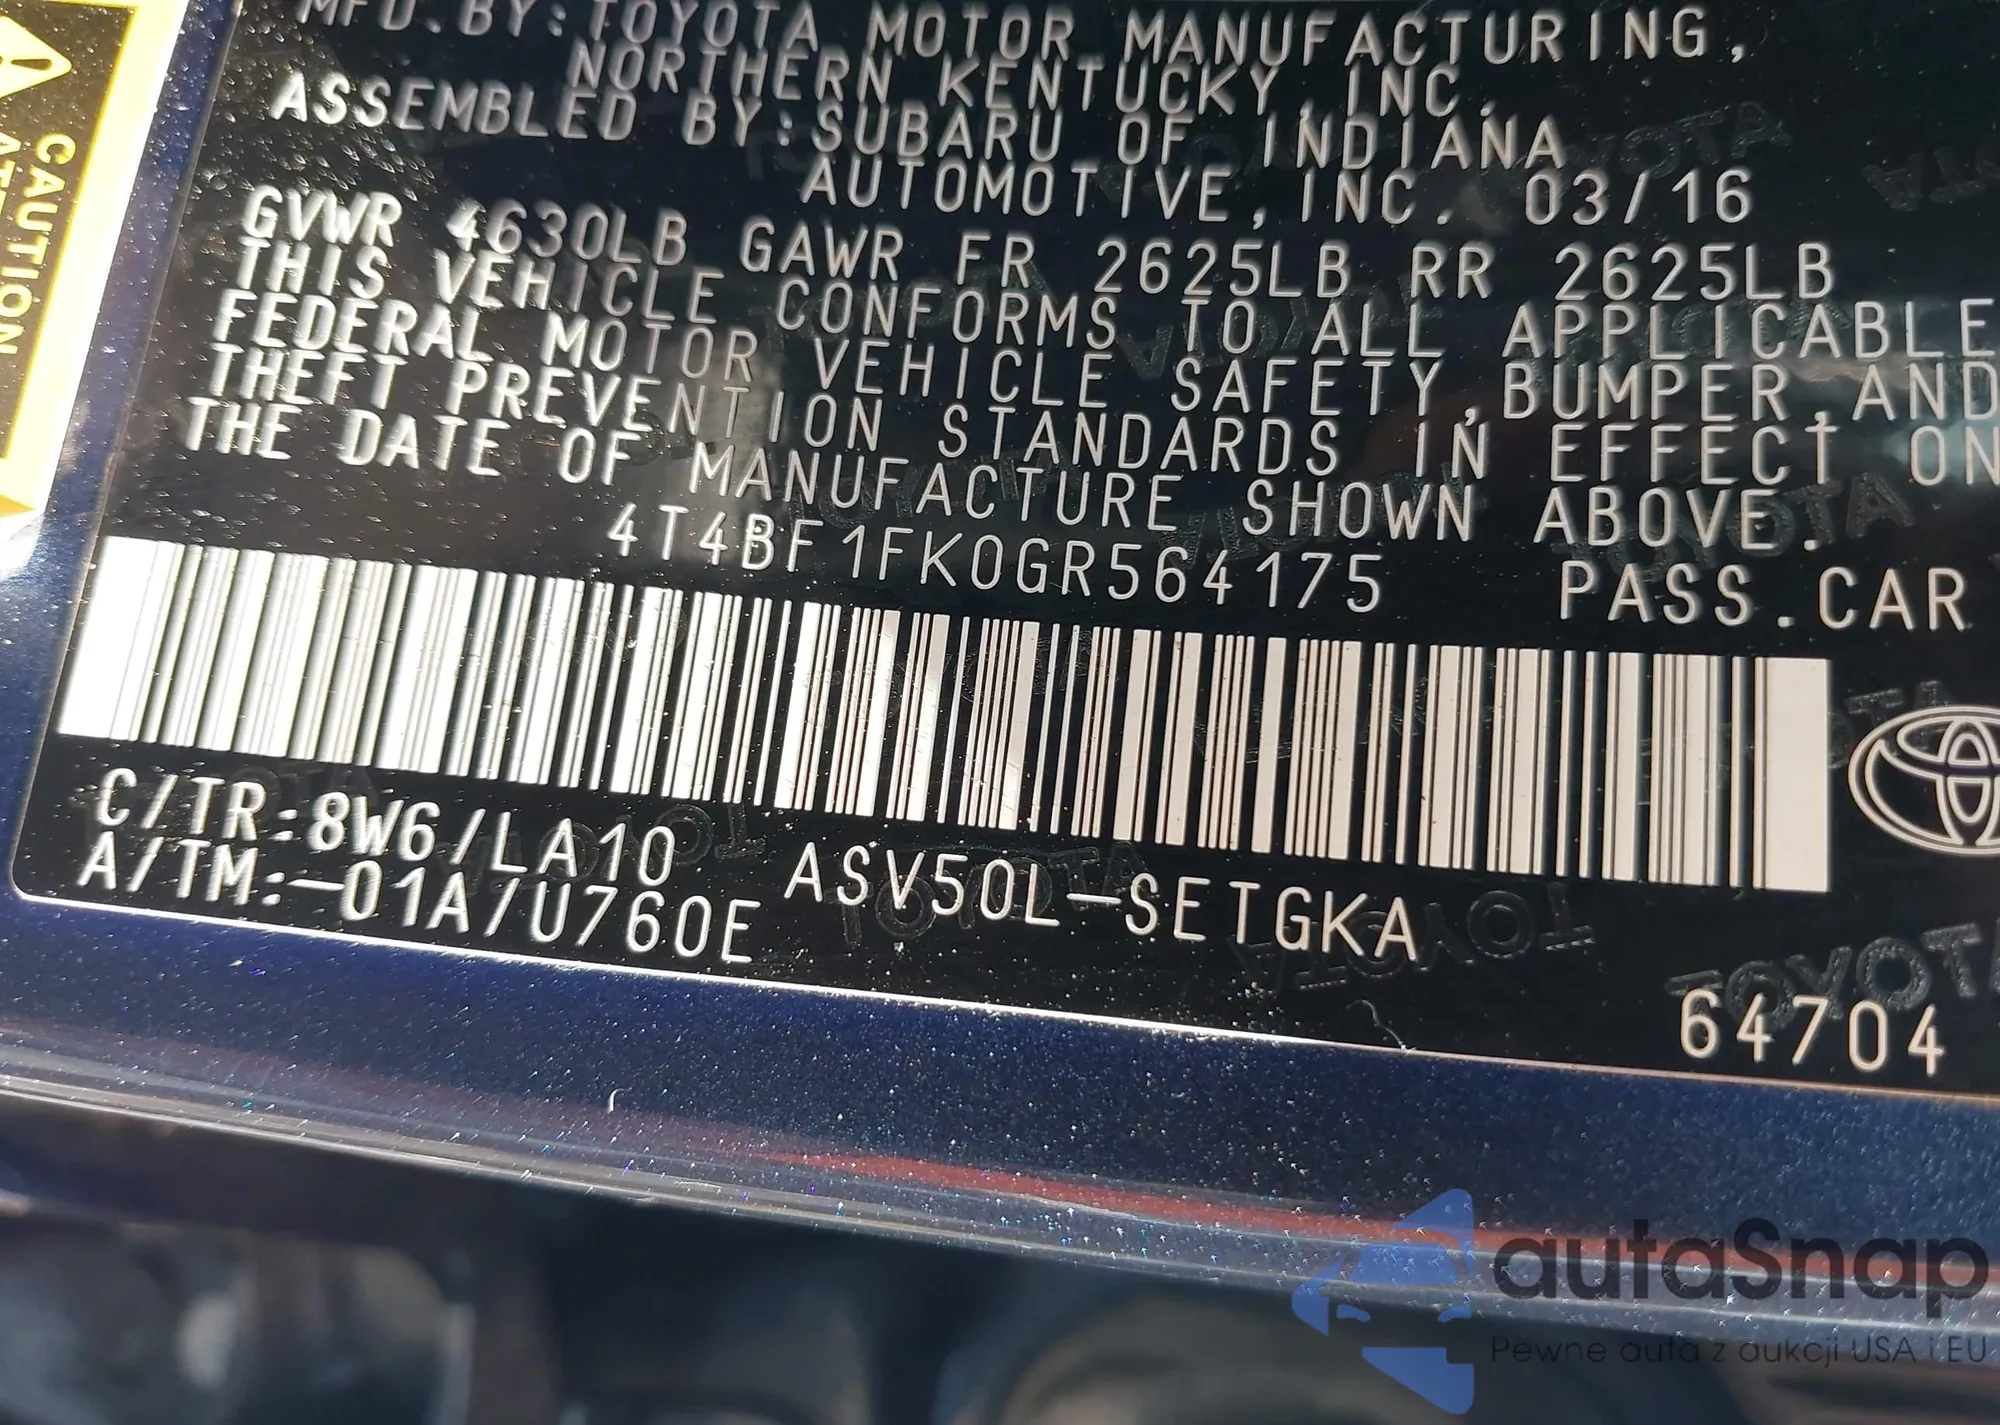 MFD.BY:TOYOTA MOTOR MANUFACTURING,
NORTHERN KENTUCKY,INC.
ASSEMBLED BY:SUBARU OF INDIANA
AUTOMOTIVE,INC. 03/16
GVWR 4630LB GAWR FR 2625LB RR 2625LB
THIS VEHICLE CONFORMS TO ALL APPLICABLE
FEDERAL MOTOR VEHICLE SAFETY,BUMPER,AND
THEFT PREVENTION STANDARDS IN EFFECT ON
THE DATE OF MANUFACTURE SHOWN ABOVE.
4T4BF1FK0GR564175 PASS.CAR
C/TR:8W6/LA10
A/TM:-01A/U760E
ASV50L-SETGKA
64704
CAUTION
autaSnap
Pewne auta z aukcji USA i EU